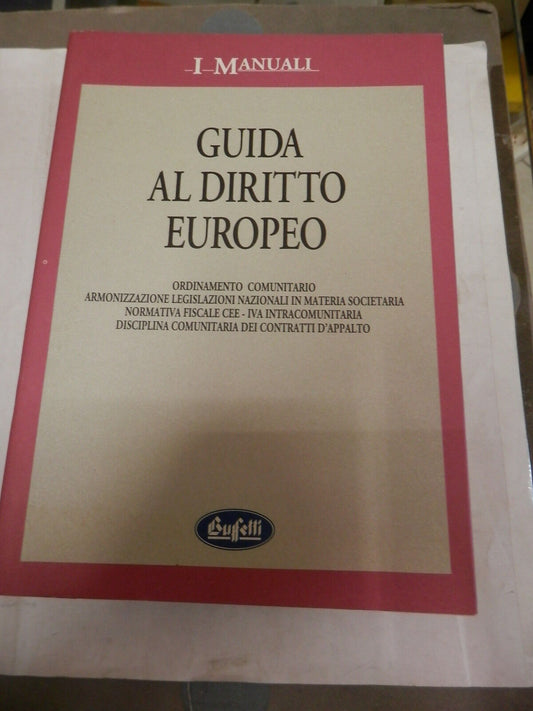 I MANUALI
GUIDA
AL DIRITTO
EUROPEO
ORDINAMENTO COMUNITARIO
ARMONIZZAZIONE LEGISLAZIONI NAZIONALI IN MATERIA SOCIETARIA
NORMATIVA FISCALE CEE - IVA INTRACOMUNITARIA
DISCIPLINA COMUNITARIA DEI CONTRATTI D'APPALTO
Buffetti